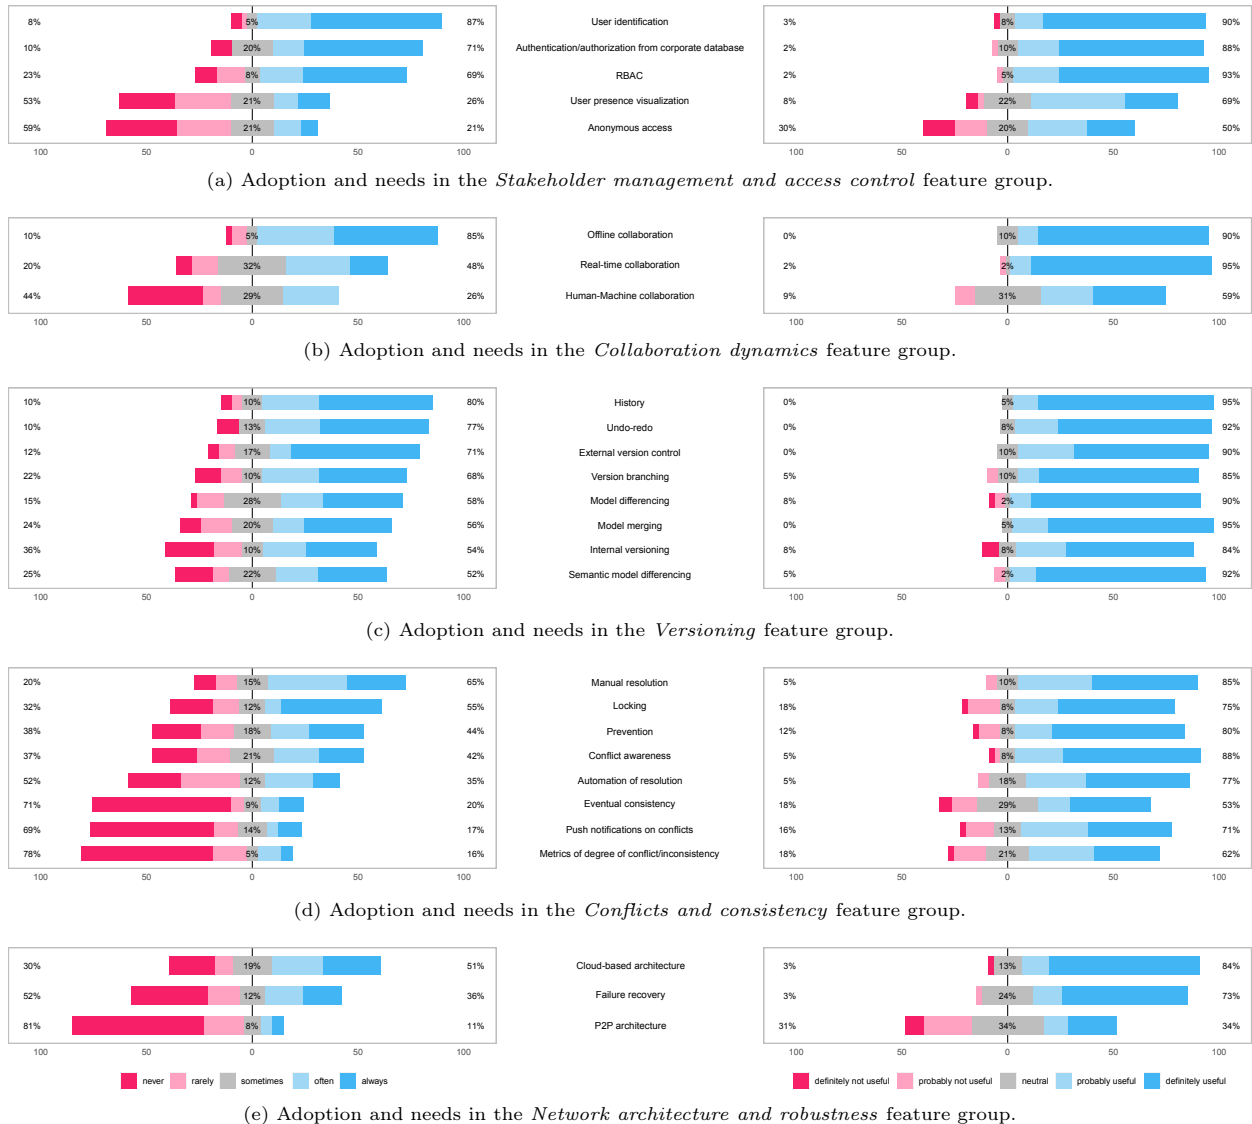 8% 5% 87% User identification 3% 8% 90%
10% 20% 71% Authentication/authorization from corporate database 2% 10% 88%
23% 8% 69% RBAC 2% 5% 93%
53% 21% 26% User presence visualization 8% 22% 69%
59% 21% 21% Anonymous access 30% 20% 50%
100 50 0 50 100 100 50 0 50 100
(a) Adoption and needs in the Stakeholder management and access control feature group.
10% 5% 85% Offline collaboration 0% 10% 90%
20% 32% 48% Real-time collaboration 2% 2% 95%
44% 29% 26% Human-Machine collaboration 9% 31% 59%
100 50 0 50 100 100 50 0 50 100
(b) Adoption and needs in the Collaboration dynamics feature group.
10% 10% 80% History 0% 5% 95%
10% 13% 77% Undo-redo 0% 8% 92%
12% 17% 71% External version control 0% 10% 90%
22% 10% 68% Version branching 5% 10% 85%
15% 28% 58% Model differencing 8% 2% 90%
24% 20% 56% Model merging 0% 5% 95%
36% 10% 54% Internal versioning 8% 8% 84%
25% 22% 52% Semantic model differencing 5% 2% 92%
100 50 0 50 100 100 50 0 50 100
(c) Adoption and needs in the Versioning feature group.
20% 15% 65% Manual resolution 5% 10% 85%
32% 12% 55% Locking 18% 8% 75%
38% 18% 44% Prevention 12% 8% 80%
37% 21% 42% Conflict awareness 5% 8% 88%
52% 12% 35% Automation of resolution 5% 18% 77%
71% 9% 20% Eventual consistency 18% 29% 53%
69% 14% 17% Push notifications on conflicts 16% 13% 71%
78% 5% 16% Metrics of degree of conflict/inconsistency 18% 21% 62%
100 50 0 50 100 100 50 0 50 100
(d) Adoption and needs in the Conflicts and consistency feature group.
30% 19% 51% Cloud-based architecture 3% 13% 84%
52% 12% 36% Failure recovery 3% 24% 73%
81% 8% 11% P2P architecture 31% 34% 34%
100 50 0 50 100 100 50 0 50 100
never rarely sometimes often always definitely not useful probably not useful neutral probably useful definitely useful
(e) Adoption and needs in the Network architecture and robustness feature group.